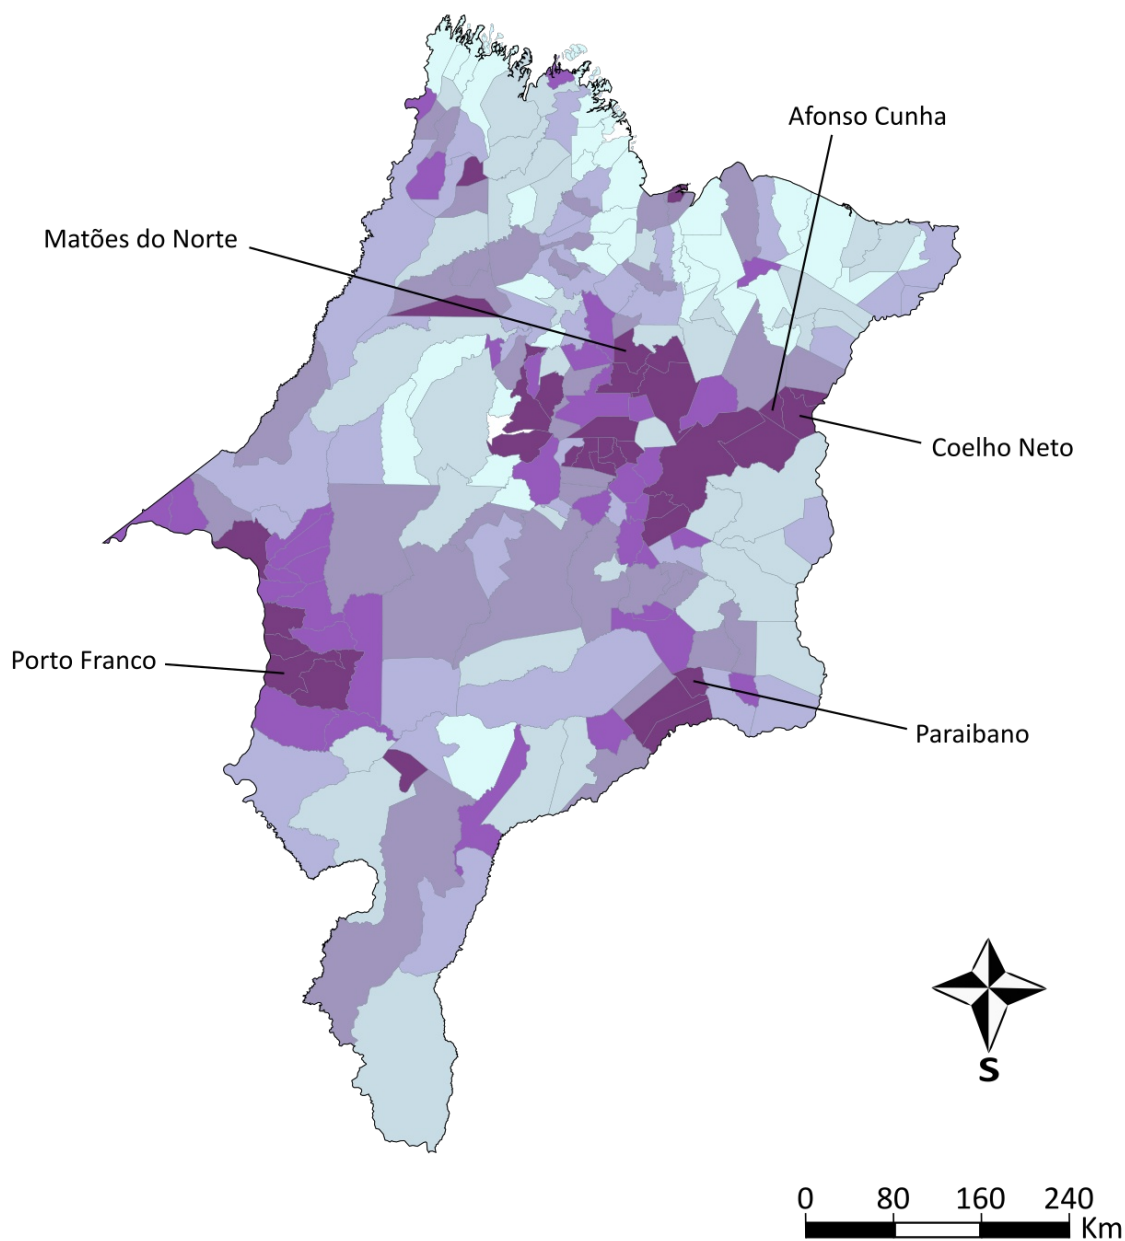 Afonso Cunha
Matões do Norte
Coelho Neto
Porto Franco
Paraibano
S
0 80 160 240
Km